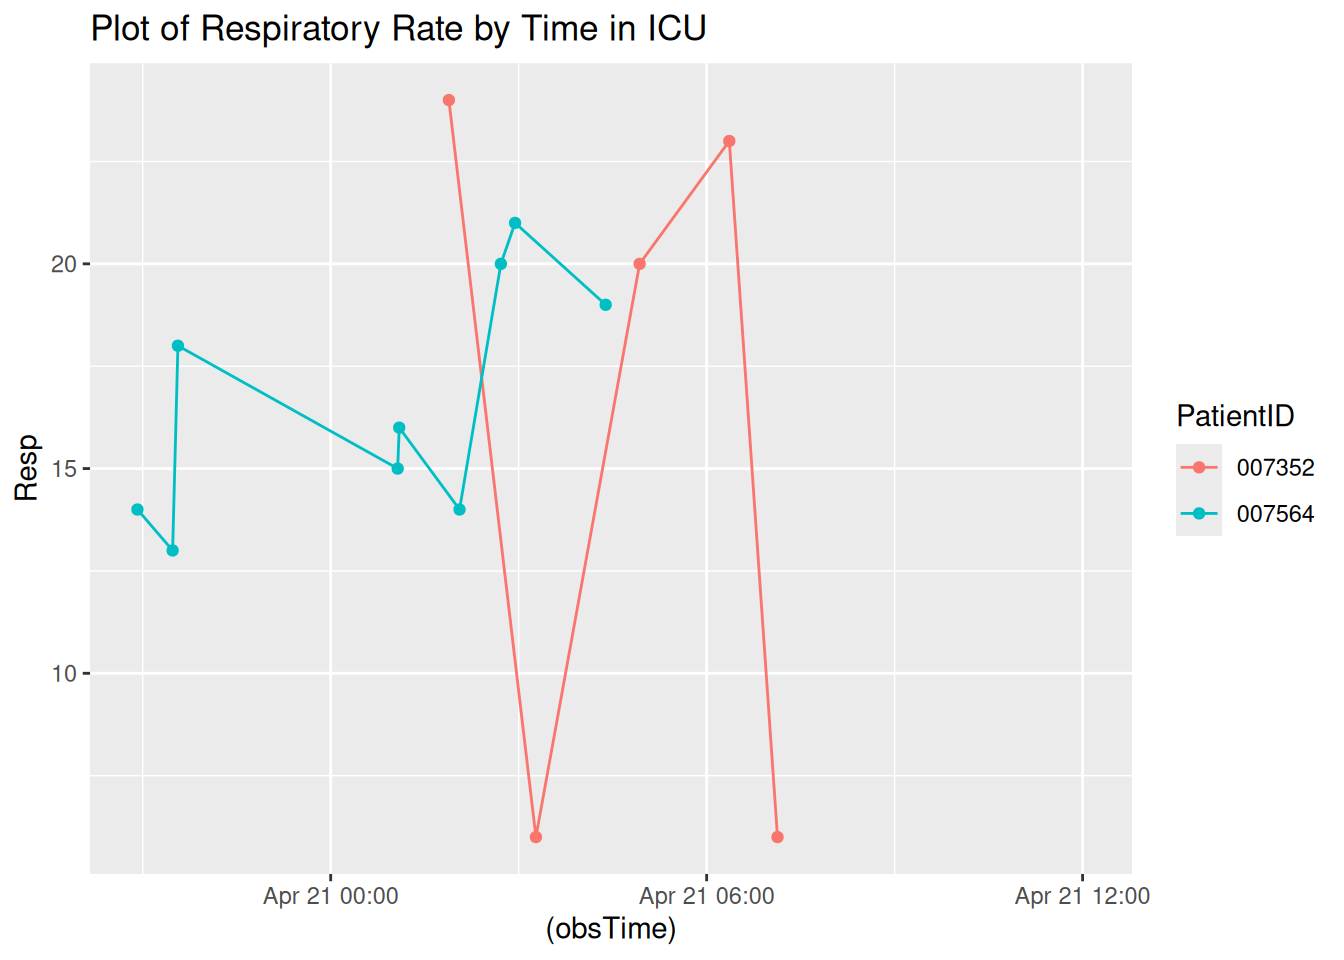 Plot of Respiratory Rate by Time in ICU
20
15
10
Resp
Apr 21 00:00
Apr 21 06:00
Apr 21 12:00
(obsTime)
PatientID
007352
007564